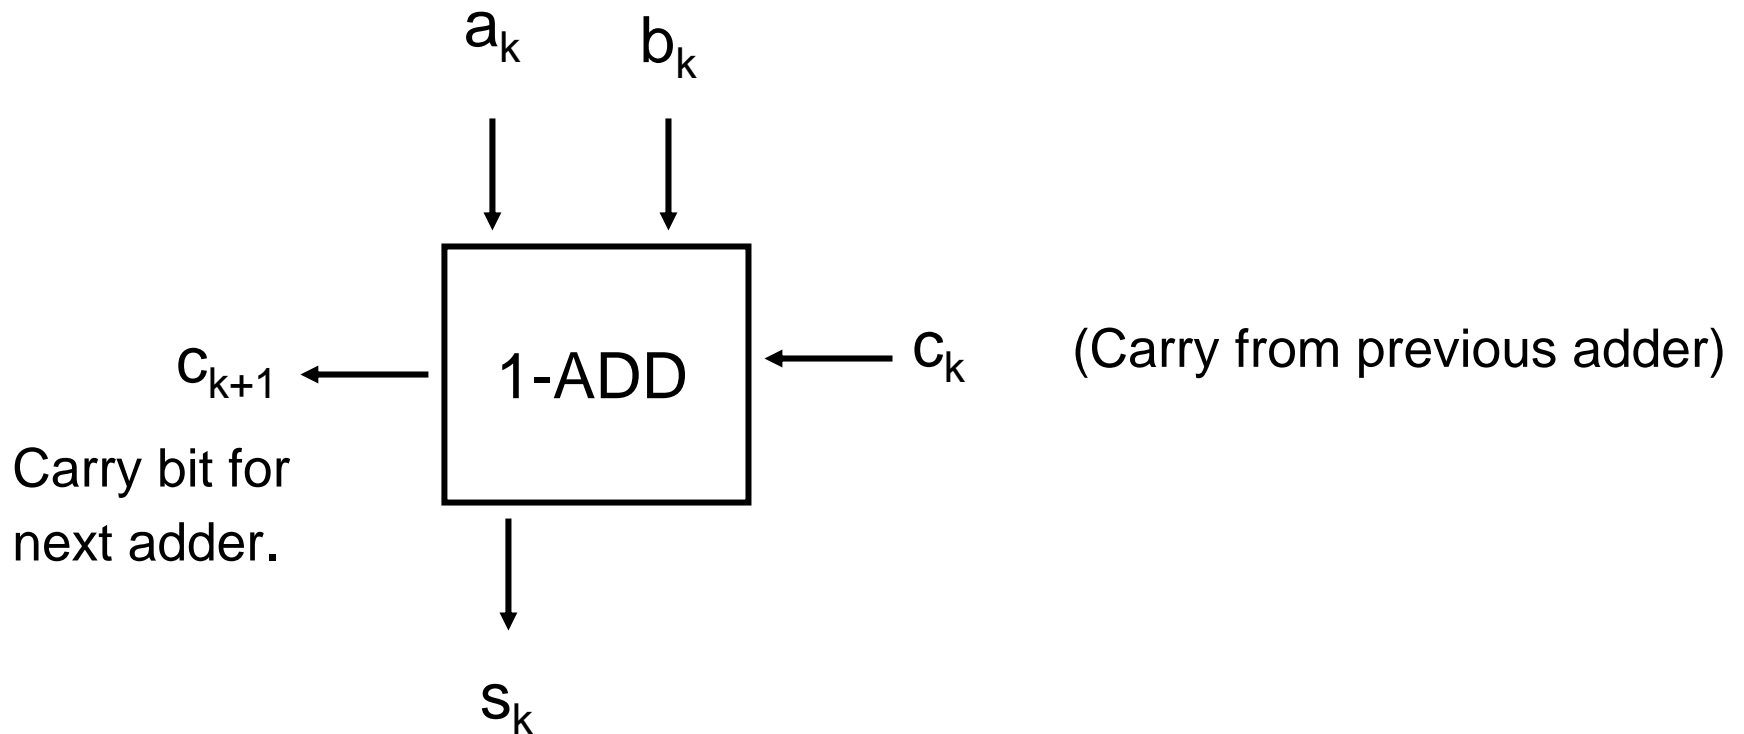 aₖ bₖ
cₖ₊₁ 1-ADD cₖ (Carry from previous adder)
Carry bit for
next adder.
sₖ